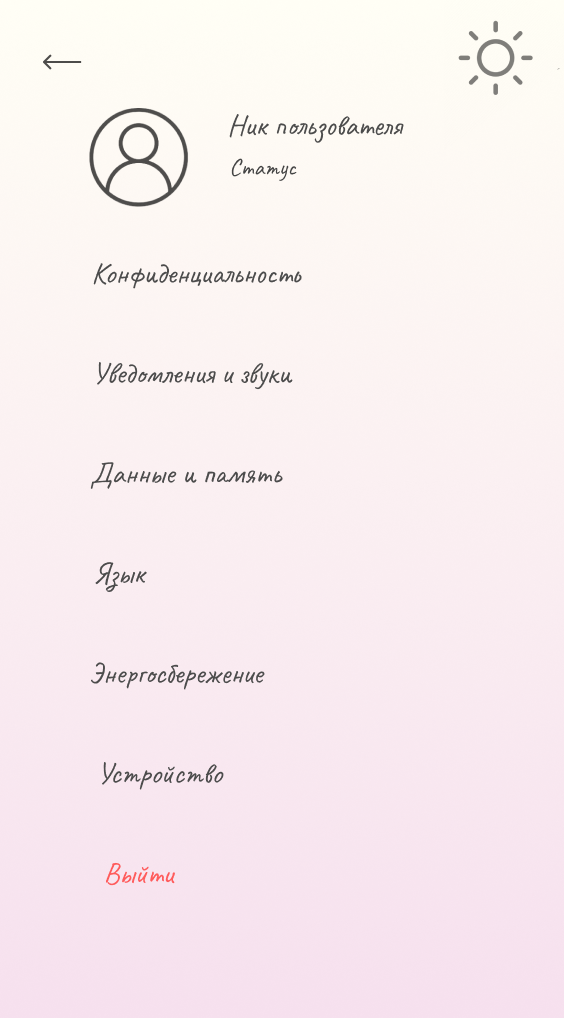 Ник пользователя
Статус
Конфиденциальность
Уведомления и звуки
Данные и память
Язык
Энергосбережение
Устройство
Выйти